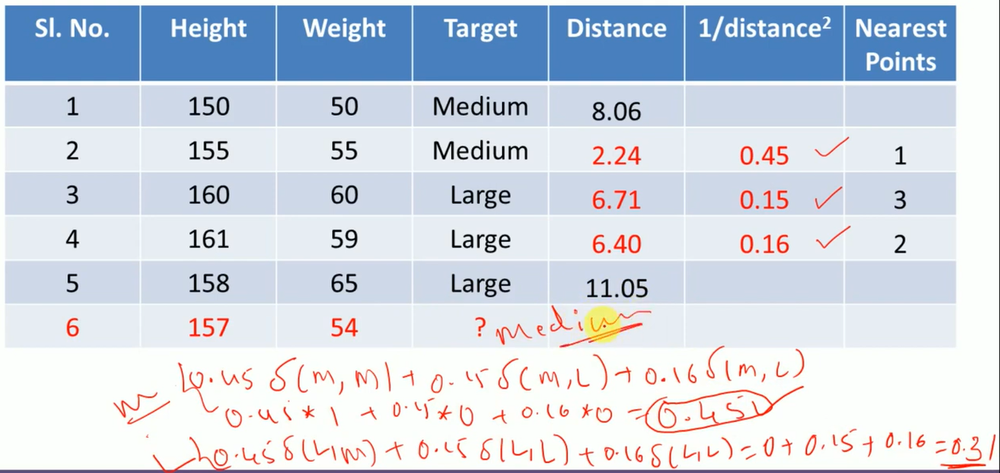 Sl. No. Height Weight Target Distance 1/distance² Nearest Points
1 150 50 Medium 8.06
2 155 55 Medium 2.24 0.45 ✓ 1
3 160 60 Large 6.71 0.15 ✓ 3
4 161 59 Large 6.40 0.16 ✓ 2
5 158 65 Large 11.05
6 157 54 ? medium
M 0.45 δ(M,M) + 0.15 δ(M,L) + 0.16 δ(M,L)
0.45*1 + 0.15*0 + 0.16*0 = 0.45
L 0.45 δ(L,M) + 0.15 δ(L,L) + 0.16 δ(L,L) = 0 + 0.15 + 0.16 = 0.31